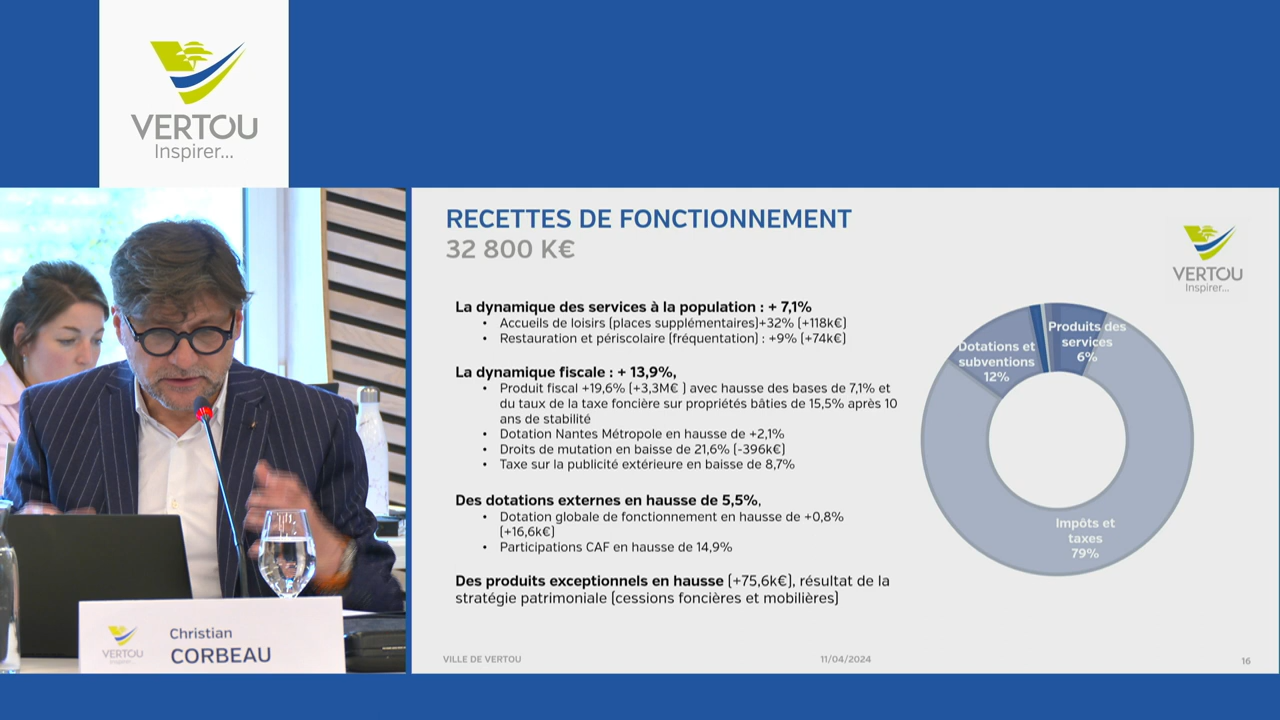 VERTOU
Inspirer...
RECETTES DE FONCTIONNEMENT
32 800 K€
VERTOU
Inspirer...
La dynamique des services à la population : + 7,1%
• Accueils de loisirs (places supplémentaires)+32% (+118k€)
• Restauration et périscolaire (fréquentation) : +9% (+74k€)
La dynamique fiscale : + 13,9%,
• Produit fiscal +19,6% (+3,3M€ ) avec hausse des bases de 7,1% et
du taux de la taxe foncière sur propriétés bâties de 15,5% après 10
ans de stabilité
• Dotation Nantes Métropole en hausse de +2,1%
• Droits de mutation en baisse de 21,6% (-396k€)
• Taxe sur la publicité extérieure en baisse de 8,7%
Des dotations externes en hausse de 5,5%,
• Dotation globale de fonctionnement en hausse de +0,8%
(+16,6k€)
• Participations CAF en hausse de 14,9%
Des produits exceptionnels en hausse (+75,6k€), résultat de la
stratégie patrimoniale (cessions foncières et mobilières)
Produits des
services
6%
Dotations et
subventions
12%
Impôts et
taxes
79%
VILLE DE VERTOU
11/04/2024
16
VERTOU
Inspirer...
Christian
CORBEAU